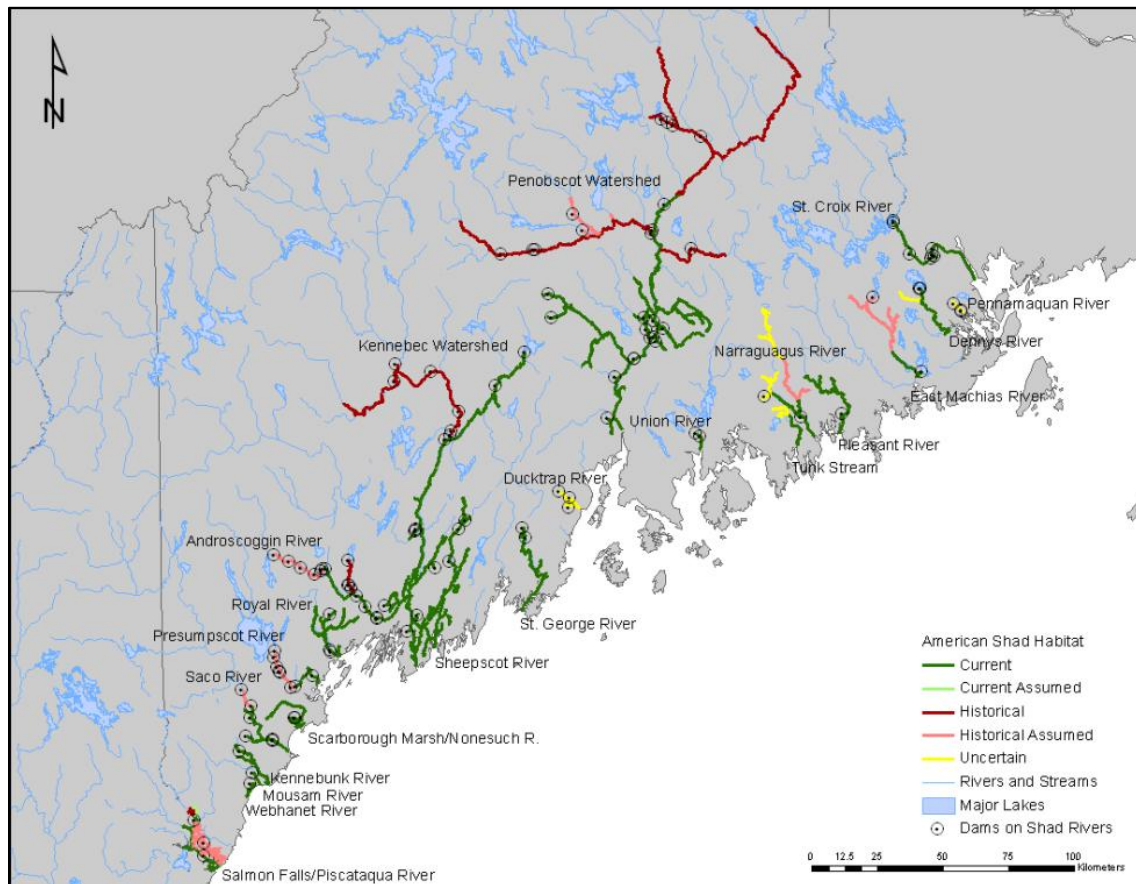 N
Penobscot Watershed
St. Croix River
Pennamaquan River
Dennys River
Kennebec Watershed
Narraguagus River
East Machias River
Union River
Pleasant River
Tunk Stream
Ducktrap River
Androscoggin River
Royal River
St. George River
Presumpscot River
Sheepscot River
Saco River
Scarborough Marsh/Nonesuch R.
Kennebunk River
Mousam River
Webhanet River
Salmon Falls/Piscataqua River
American Shad Habitat
Current
Current Assumed
Historical
Historical Assumed
Uncertain
Rivers and Streams
Major Lakes
Dams on Shad Rivers
0 12.5 25 50 75 100
Kilometers